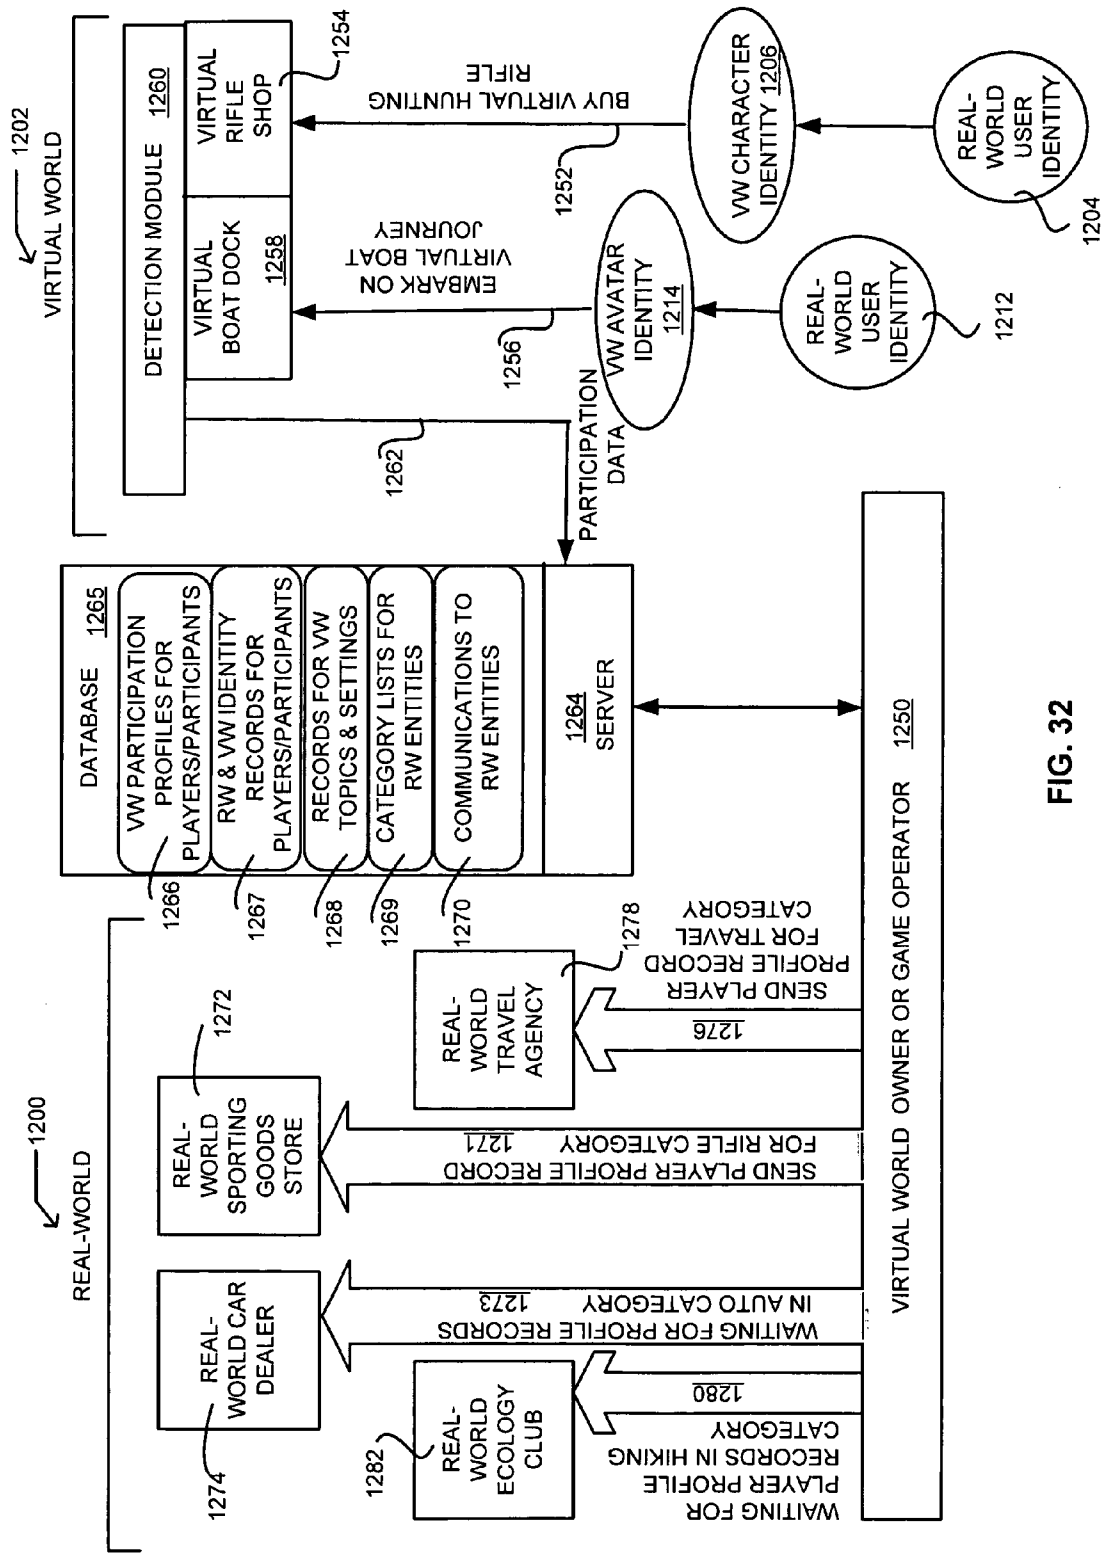 1200
REAL-WORLD
1274
REAL-
WORLD CAR
DEALER
1272
REAL-
WORLD
SPORTING
GOODS
STORE
1282
REAL-
WORLD
ECOLOGY
CLUB
REAL-
WORLD
TRAVEL
AGENCY
1278
WAITING FOR
PLAYER PROFILE
RECORDS IN HIKING
CATEGORY
1280
WAITING FOR PROFILE RECORDS
IN AUTO CATEGORY 1273
SEND PLAYER PROFILE RECORD
FOR RIFLE CATEGORY 1271
1276
SEND PLAYER
PROFILE RECORD
FOR TRAVEL
CATEGORY
DATABASE 1265
VW PARTICIPATION
PROFILES FOR
PLAYERS/PARTICIPANTS
1266
RW & VW IDENTITY
RECORDS FOR
PLAYERS/PARTICIPANTS
1267
RECORDS FOR VW
TOPICS & SETTINGS
1268
CATEGORY LISTS FOR
RW ENTITIES
1269
COMMUNICATIONS TO
RW ENTITIES
1270
1264
SERVER
1202
VIRTUAL WORLD
DETECTION MODULE 1260
VIRTUAL
BOAT DOCK
1258
VIRTUAL
RIFLE
SHOP
1254
1262
PARTICIPATION
DATA
EMBARK ON
VIRTUAL BOAT
JOURNEY
1256
BUY VIRTUAL HUNTING
RIFLE
1252
VW AVATAR
IDENTITY
1214
VW CHARACTER
IDENTITY 1206
REAL-
WORLD
USER
IDENTITY
1212
REAL-
WORLD
USER
IDENTITY
1204
VIRTUAL WORLD OWNER OR GAME OPERATOR 1250
FIG. 32